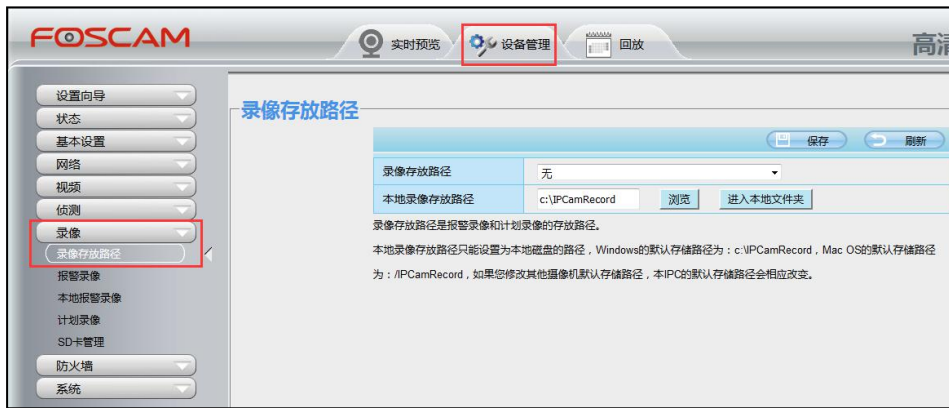 FOSCAM
实时预览 设备管理 回放 高清
设置向导
状态
基本设置
网络
视频
侦测
录像
录像存放路径
报警录像
本地报警录像
计划录像
SD卡管理
防火墙
系统
录像存放路径
保存 刷新
录像存放路径 无
本地录像存放路径 c:\IPCamRecord 浏览 进入本地文件夹
录像存放路径是报警录像和计划录像的存放路径。
本地录像存放路径只能设置为本地磁盘的路径，Windows的默认存储路径为：c:\IPCamRecord，Mac OS的默认存储路径
为：/IPCamRecord，如果您修改其他摄像机默认存储路径，本IPC的默认存储路径会相应改变。